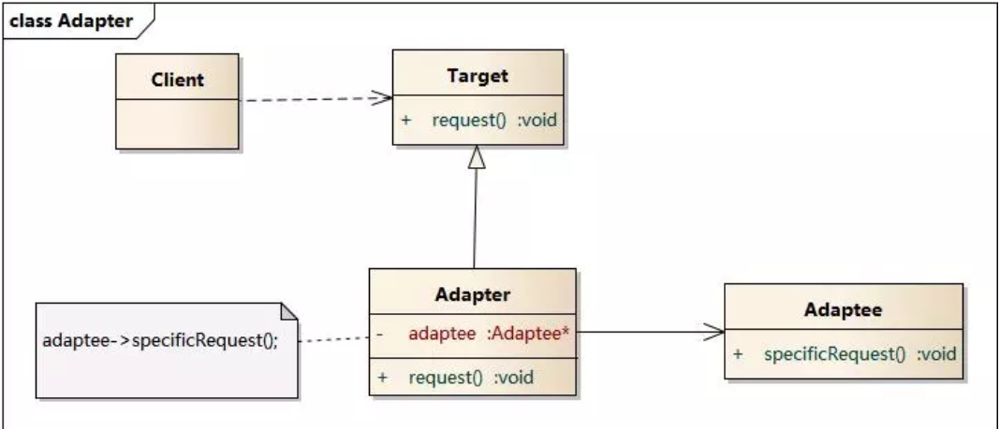 class Adapter
Client
Target
+ request() :void
Adapter
- adaptee :Adaptee*
+ request() :void
adaptee->specificRequest();
Adaptee
+ specificRequest() :void